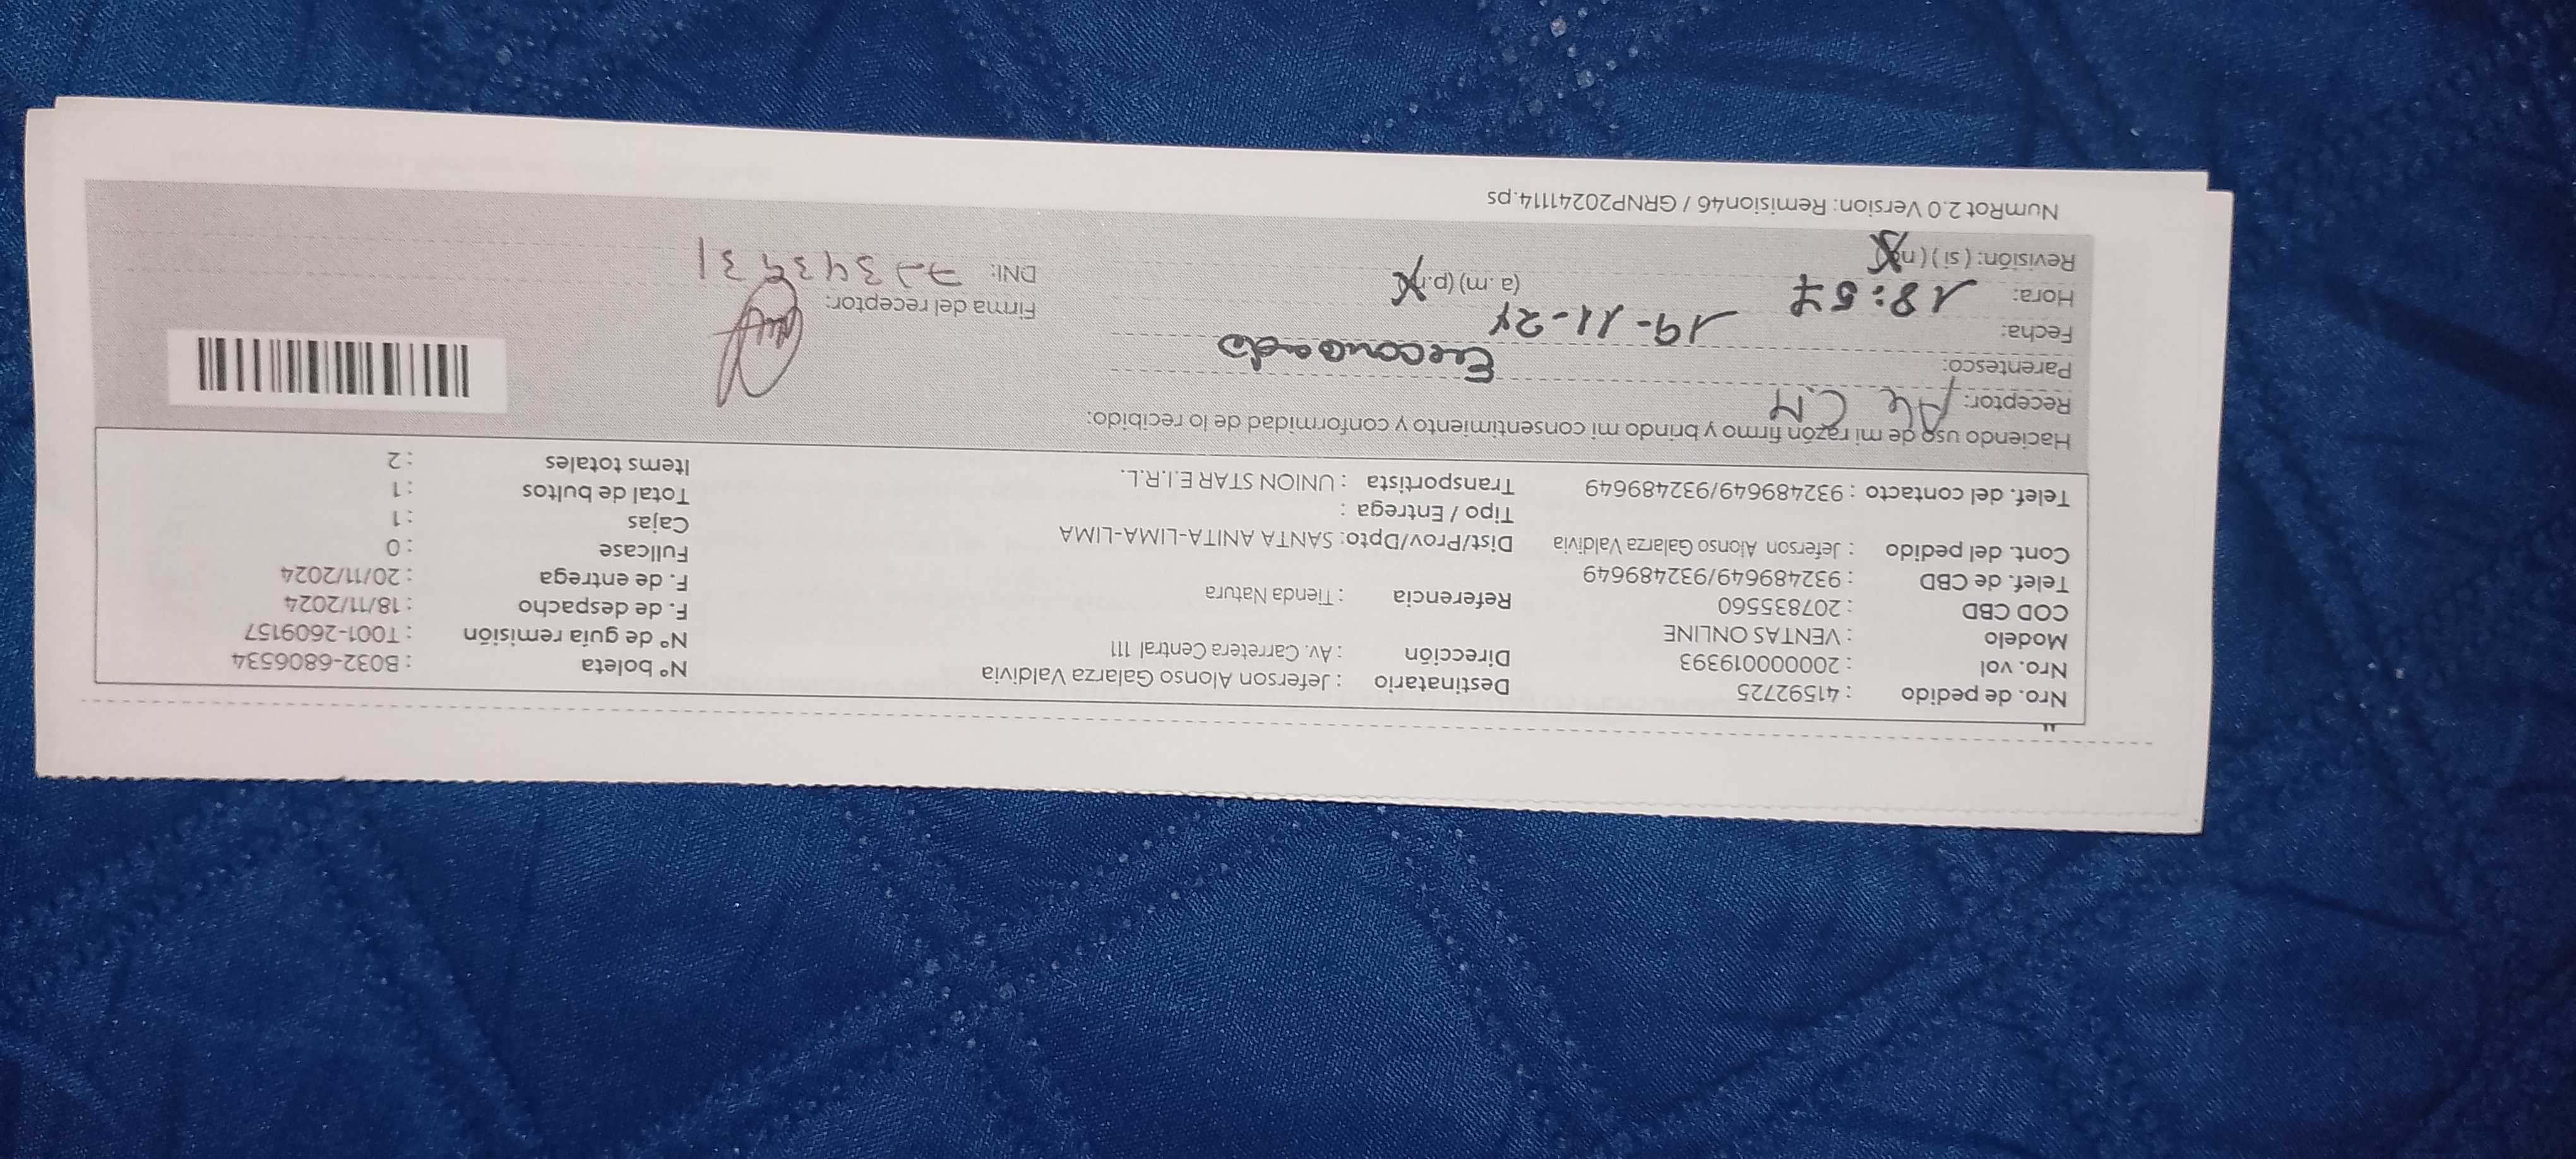 Nro. de pedido : 41592725 Destinatario : Jeferson Alonso Galarza Valdivia N° boleta : B032-6806534
Nro. vol : 2000000019393 Dirección : Av. Carretera Central 111 N° de guía remisión : T001-2609157
Modelo : VENTAS ONLINE F. de despacho : 18/11/2024
COD CBD : 207835560 Referencia : Tienda Natura F. de entrega : 20/11/2024
Telef. de CBD : 932489649/932489649 Fullcase : 0
Cont. del pedido : Jeferson Alonso Galarza Valdivia Dist/Prov/Dpto: SANTA ANITA-LIMA-LIMA Cajas : 1
Tipo / Entrega : Total de bultos : 1
Telef. del contacto : 932489649/932489649 Transportista : UNION STAR E.I.R.L. Items totales : 2
Haciendo uso de mi razón firmo y brindo mi consentimiento y conformidad de lo recibido:
Receptor: C.M
Parentesco:
Fecha: 19-11-24 Firma del receptor:
Hora: 18:57 (a.m) (p.m)
Revisión: (si) (no) DNI:
NumRot 2.0 Version: Remision46 / GRNP20241114.ps